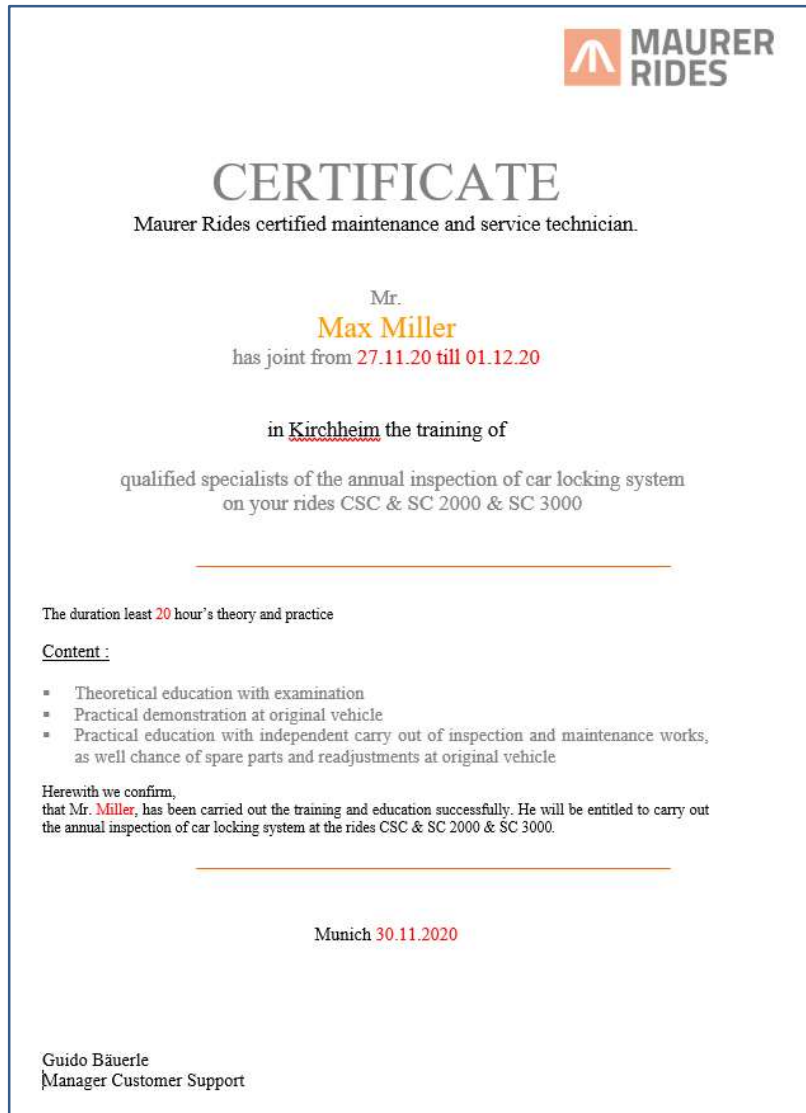 MAURER
RIDES
CERTIFICATE
Maurer Rides certified maintenance and service technician.
Mr.
Max Miller
has joint from 27.11.20 till 01.12.20
in Kirchheim the training of
qualified specialists of the annual inspection of car locking system
on your rides CSC & SC 2000 & SC 3000
The duration least 20 hour’s theory and practice
Content :
▪ Theoretical education with examination
▪ Practical demonstration at original vehicle
▪ Practical education with independent carry out of inspection and maintenance works,
as well chance of spare parts and readjustments at original vehicle
Herewith we confirm,
that Mr. Miller, has been carried out the training and education successfully. He will be entitled to carry out
the annual inspection of car locking system at the rides CSC & SC 2000 & SC 3000.
Munich 30.11.2020
Guido Bäuerle
Manager Customer Support